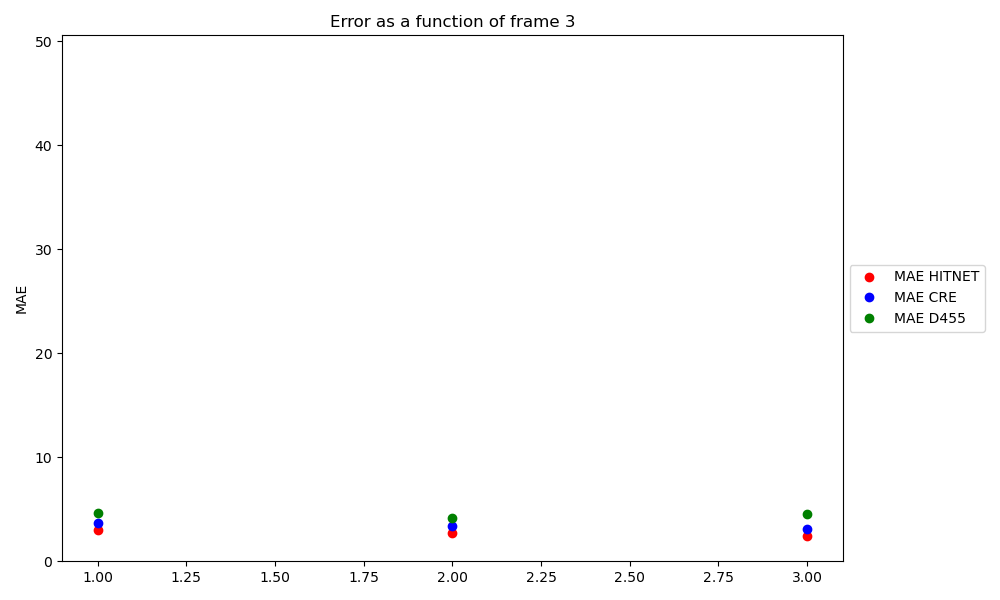 Error as a function of frame 3
50
40
30
20
10
0
MAE
1.00 1.25 1.50 1.75 2.00 2.25 2.50 2.75 3.00
MAE HITNET
MAE CRE
MAE D455